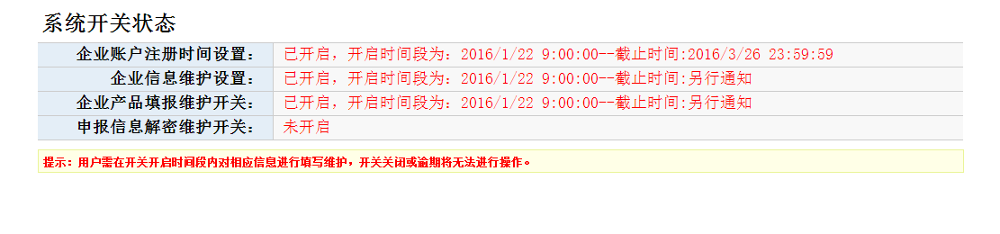 系统开关状态
企业账户注册时间设置： 已开启，开启时间段为：2016/1/22 9:00:00--截止时间:2016/3/26 23:59:59
企业信息维护设置： 已开启，开启时间段为：2016/1/22 9:00:00--截止时间:另行通知
企业产品填报维护开关： 已开启，开启时间段为：2016/1/22 9:00:00--截止时间:另行通知
申报信息解密维护开关： 未开启
提示：用户需在开关开启时间段内对相应信息进行填写维护，开关关闭或逾期将无法进行操作。